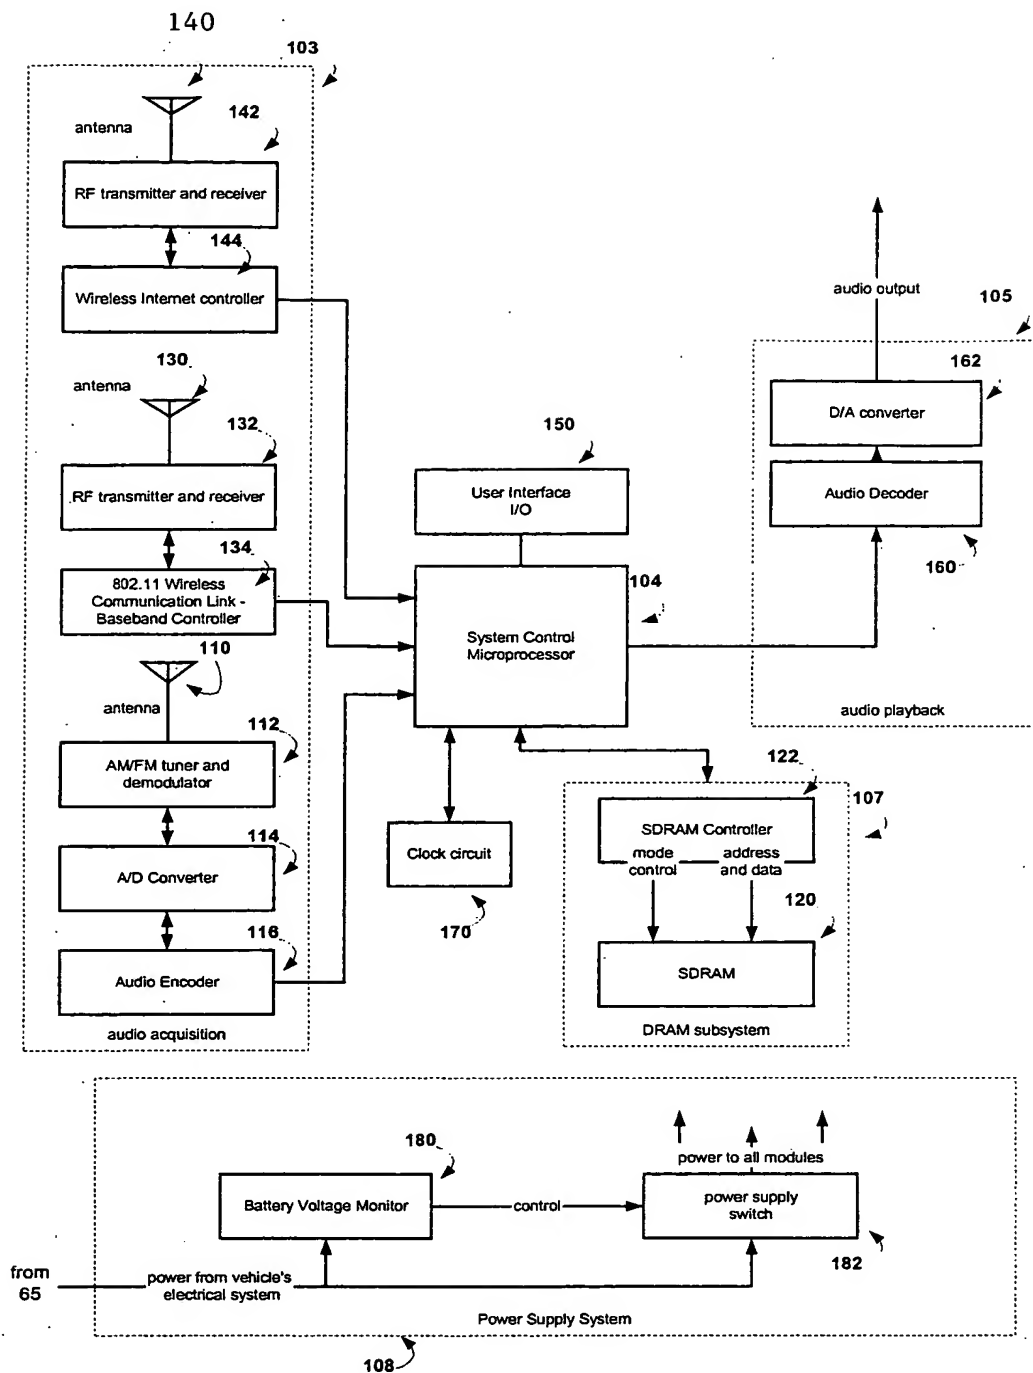 140
103
antenna
142
RF transmitter and receiver
144
Wireless Internet controller
130
antenna
132
RF transmitter and receiver
134
802.11 Wireless
Communication Link -
Baseband Controller
110
antenna
112
AM/FM tuner and
demodulator
114
A/D Converter
116
Audio Encoder
audio acquisition
150
User Interface
I/O
104
System Control
Microprocessor
Clock circuit
170
audio output
105
162
D/A converter
Audio Decoder
160
audio playback
122
107
SDRAM Controller
mode
control
address
and data
120
SDRAM
DRAM subsystem
180
Battery Voltage Monitor
control
power to all modules
power supply
switch
182
from
65
power from vehicle's
electrical system
Power Supply System
108